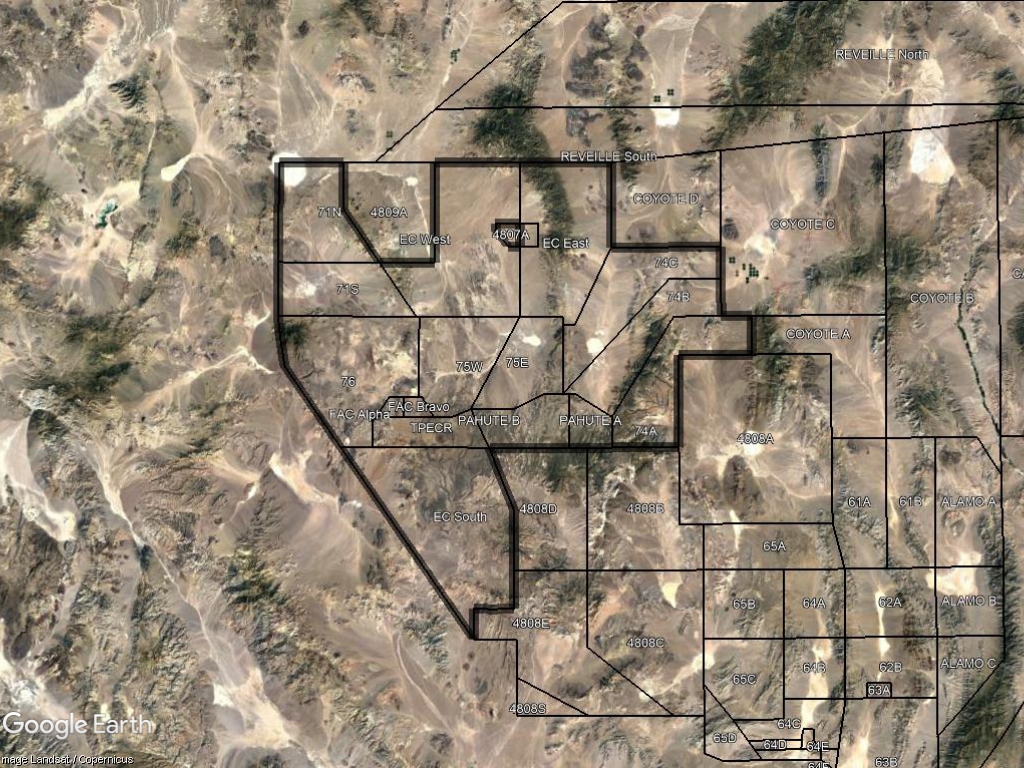 REVEILLE North
REVEILLE South
71N
4809A
COYOTE D
COYOTE C
EC West
4807A
EC East
74C
71S
74B
COYOTE B
CA
COYOTE A
75W
75E
76
FAC Bravo
FAC Alpha
TPECR
PAHUTE B
PAHUTE A
74A
4808A
EC South
4808D
4808B
61A
61B
ALAMO A
65A
65B
64A
62A
ALAMO B
4808E
4808C
64B
62B
ALAMO C
65C
63A
4808S
64C
65D
64D
64E
64F
63B
Google Earth
mage Landsat / Copernicus